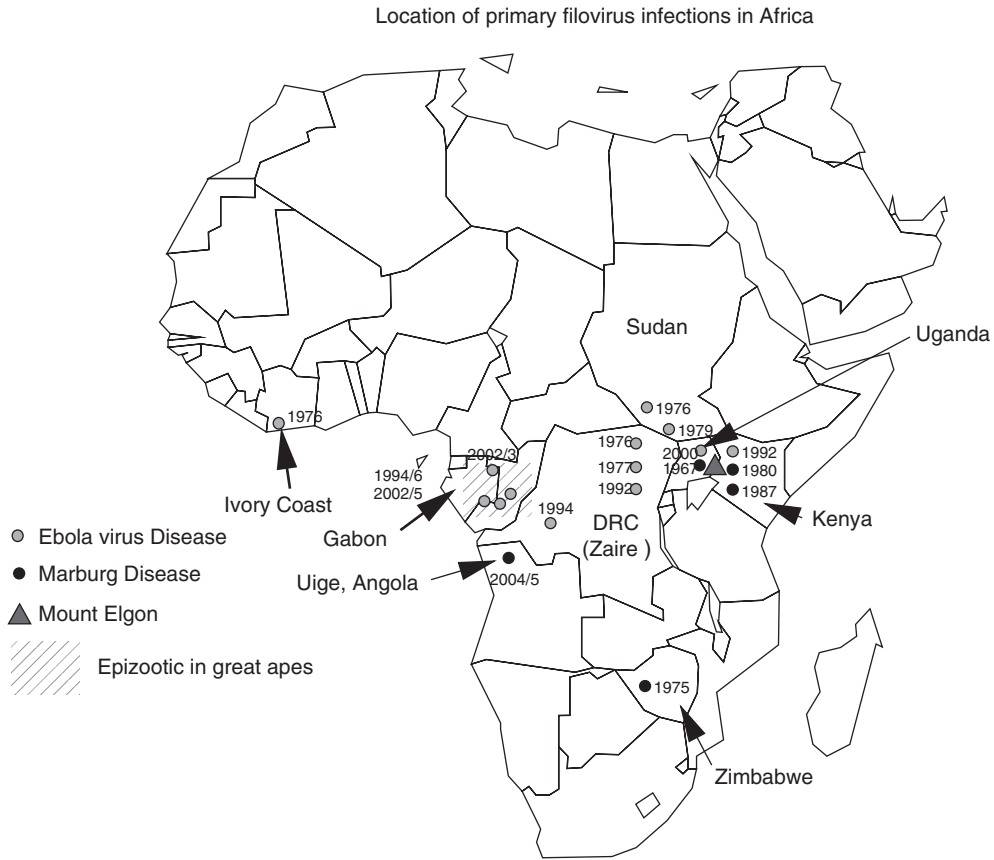 Location of primary filovirus infections in Africa
Sudan
Uganda
1976
1976
1979
1976
2000
1992
2002/3
1967
1980
1994/6
1977
2002/5
1992
1987
Ivory Coast
1994
Kenya
DRC
(Zaire )
Gabon
Ebola virus Disease
Marburg Disease
Uige, Angola
2004/5
Mount Elgon
Epizootic in great apes
1975
Zimbabwe